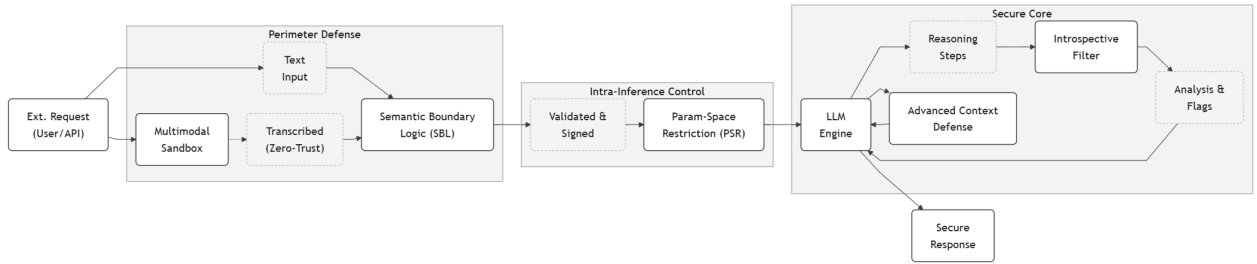 Perimeter Defense
Ext. Request
(User/API)
Text
Input
Multimodal
Sandbox
Transcribed
(Zero-Trust)
Semantic Boundary
Logic (SBL)
Intra-Inference Control
Validated &
Signed
Param-Space
Restriction (PSR)
Secure Core
LLM
Engine
Reasoning
Steps
Introspective
Filter
Analysis &
Flags
Advanced Context
Defense
Secure
Response